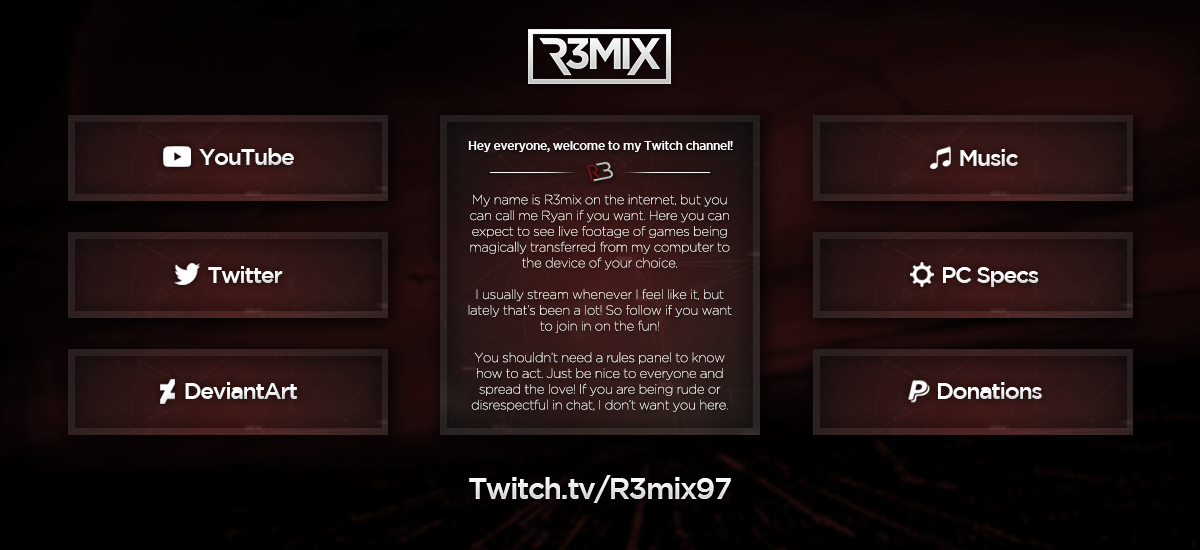 R3MIX
YouTube
Twitter
DeviantArt
Hey everyone, welcome to my Twitch channel!
R3
My name is R3mix on the internet, but you
can call me Ryan if you want. Here you can
expect to see live footage of games being
magically transferred from my computer to
the device of your choice.
I usually stream whenever I feel like it, but
lately that's been a lot! So follow if you want
to join in on the fun!
You shouldn't need a rules panel to know
how to act. Just be nice to everyone and
spread the love! If you are being rude or
disrespectful in chat, I don't want you here.
Music
PC Specs
Donations
Twitch.tv/R3mix97